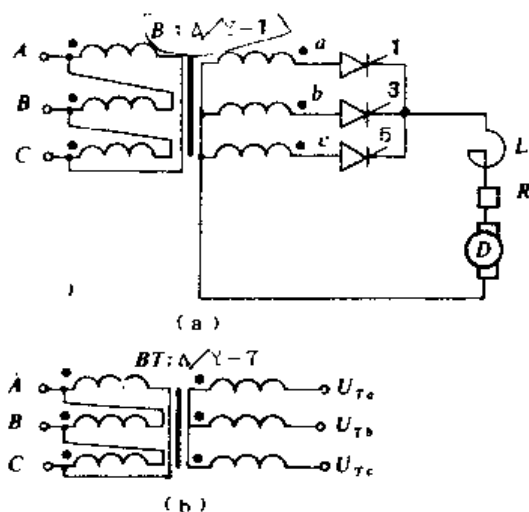 B：Δ/Y-1
A
a
1
B
b
3
C
c
5
L
R
D
)
(a)
BT：Δ/Y-7
A
U_Ta
B
U_Tb
C
U_Tc
(b)